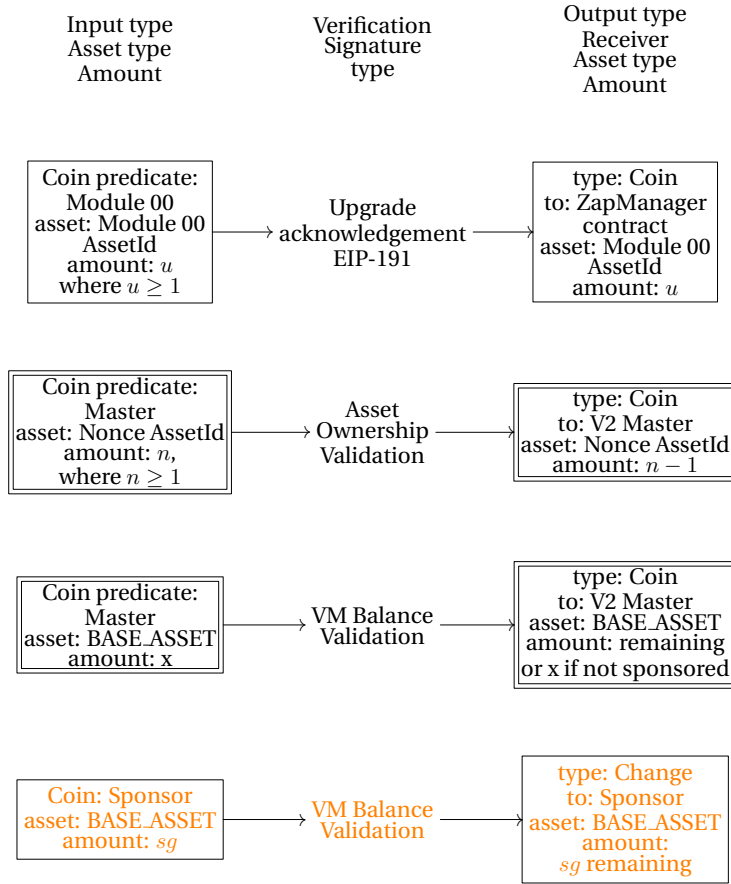 Input type
Asset type
Amount
Verification
Signature
type
Output type
Receiver
Asset type
Amount
Coin predicate:
Module 00
asset: Module 00
AssetId
amount: u
where u ≥ 1
Upgrade
acknowledgement
EIP-191
type: Coin
to: ZapManager
contract
asset: Module 00
AssetId
amount: u
Coin predicate:
Master
asset: Nonce AssetId
amount: n,
where n ≥ 1
Asset
Ownership
Validation
type: Coin
to: V2 Master
asset: Nonce AssetId
amount: n − 1
Coin predicate:
Master
asset: BASE_ASSET
amount: x
VM Balance
Validation
type: Coin
to: V2 Master
asset: BASE_ASSET
amount: remaining
or x if not sponsored
Coin: Sponsor
asset: BASE_ASSET
amount: sg
VM Balance
Validation
type: Change
to: Sponsor
asset: BASE_ASSET
amount:
sg remaining